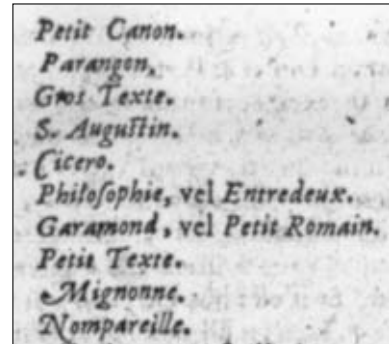 Petit Canon.
Parangon.
Gros Texte.
S. Augustin.
Cicero.
Philosophie, vel Entredeux.
Garamond, vel Petit Romain.
Petit Texte.
Mignonne.
Nompareille.